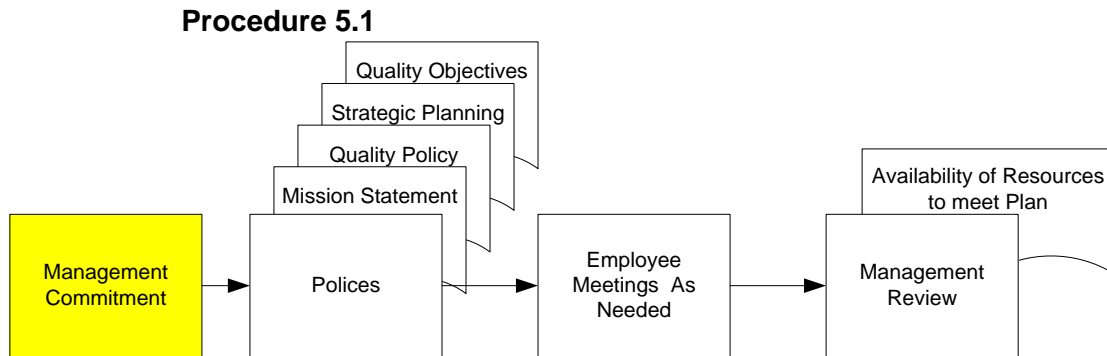 Procedure 5.1
Quality Objectives
Strategic Planning
Quality Policy
Mission Statement
Availability of Resources
to meet Plan
Management
Commitment
Polices
Employee
Meetings As
Needed
Management
Review